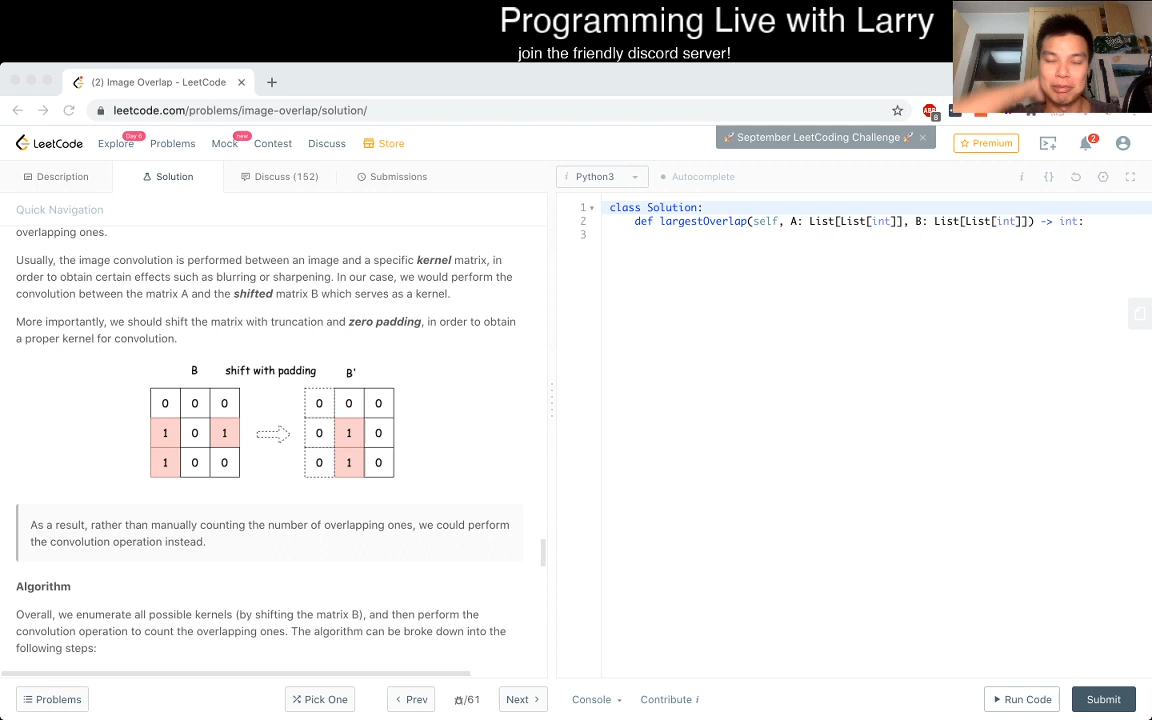 Programming Live with Larry
join the friendly discord server!
(2) Image Overlap - LeetCode
leetcode.com/problems/image-overlap/solution/
ABP
8
LeetCode
Explore
Day 6
Problems
Mock
new
Contest
Discuss
Store
🚀 September LeetCoding Challenge 🚀
Premium
2
Description
Solution
Discuss (152)
Submissions
i Python3
Autocomplete
i
{}
Quick Navigation
overlapping ones.
Usually, the image convolution is performed between an image and a specific kernel matrix, in
order to obtain certain effects such as blurring or sharpening. In our case, we would perform the
convolution between the matrix A and the shifted matrix B which serves as a kernel.
More importantly, we should shift the matrix with truncation and zero padding, in order to obtain
a proper kernel for convolution.
B shift with padding B'
0 0 0 0 0 0
1 0 1 0 1 0
1 0 0 0 1 0
As a result, rather than manually counting the number of overlapping ones, we could perform
the convolution operation instead.
Algorithm
Overall, we enumerate all possible kernels (by shifting the matrix B), and then perform the
convolution operation to count the overlapping ones. The algorithm can be broke down into the
following steps:
1 class Solution:
2 def largestOverlap(self, A: List[List[int]], B: List[List[int]]) -> int:
3
Problems
Pick One
Prev
/61
Next
Console
Contribute i
Run Code
Submit